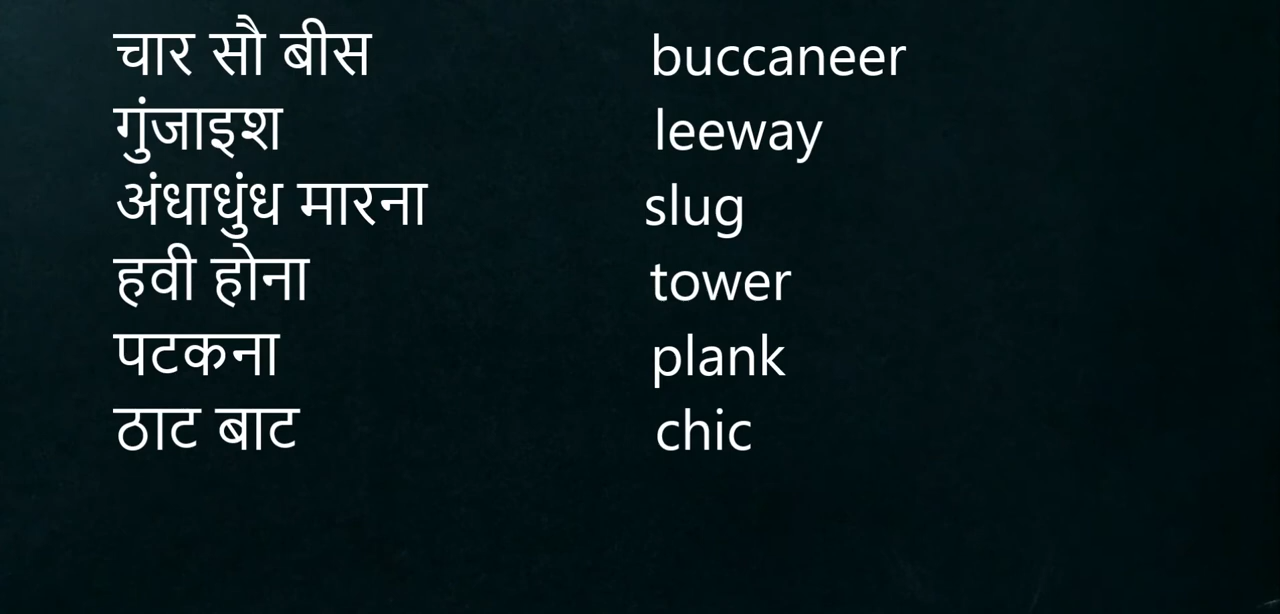 चार सौ बीस buccaneer
गुंजाइश leeway
अंधाधुंध मारना slug
हवी होना tower
पटकना plank
ठाट बाट chic